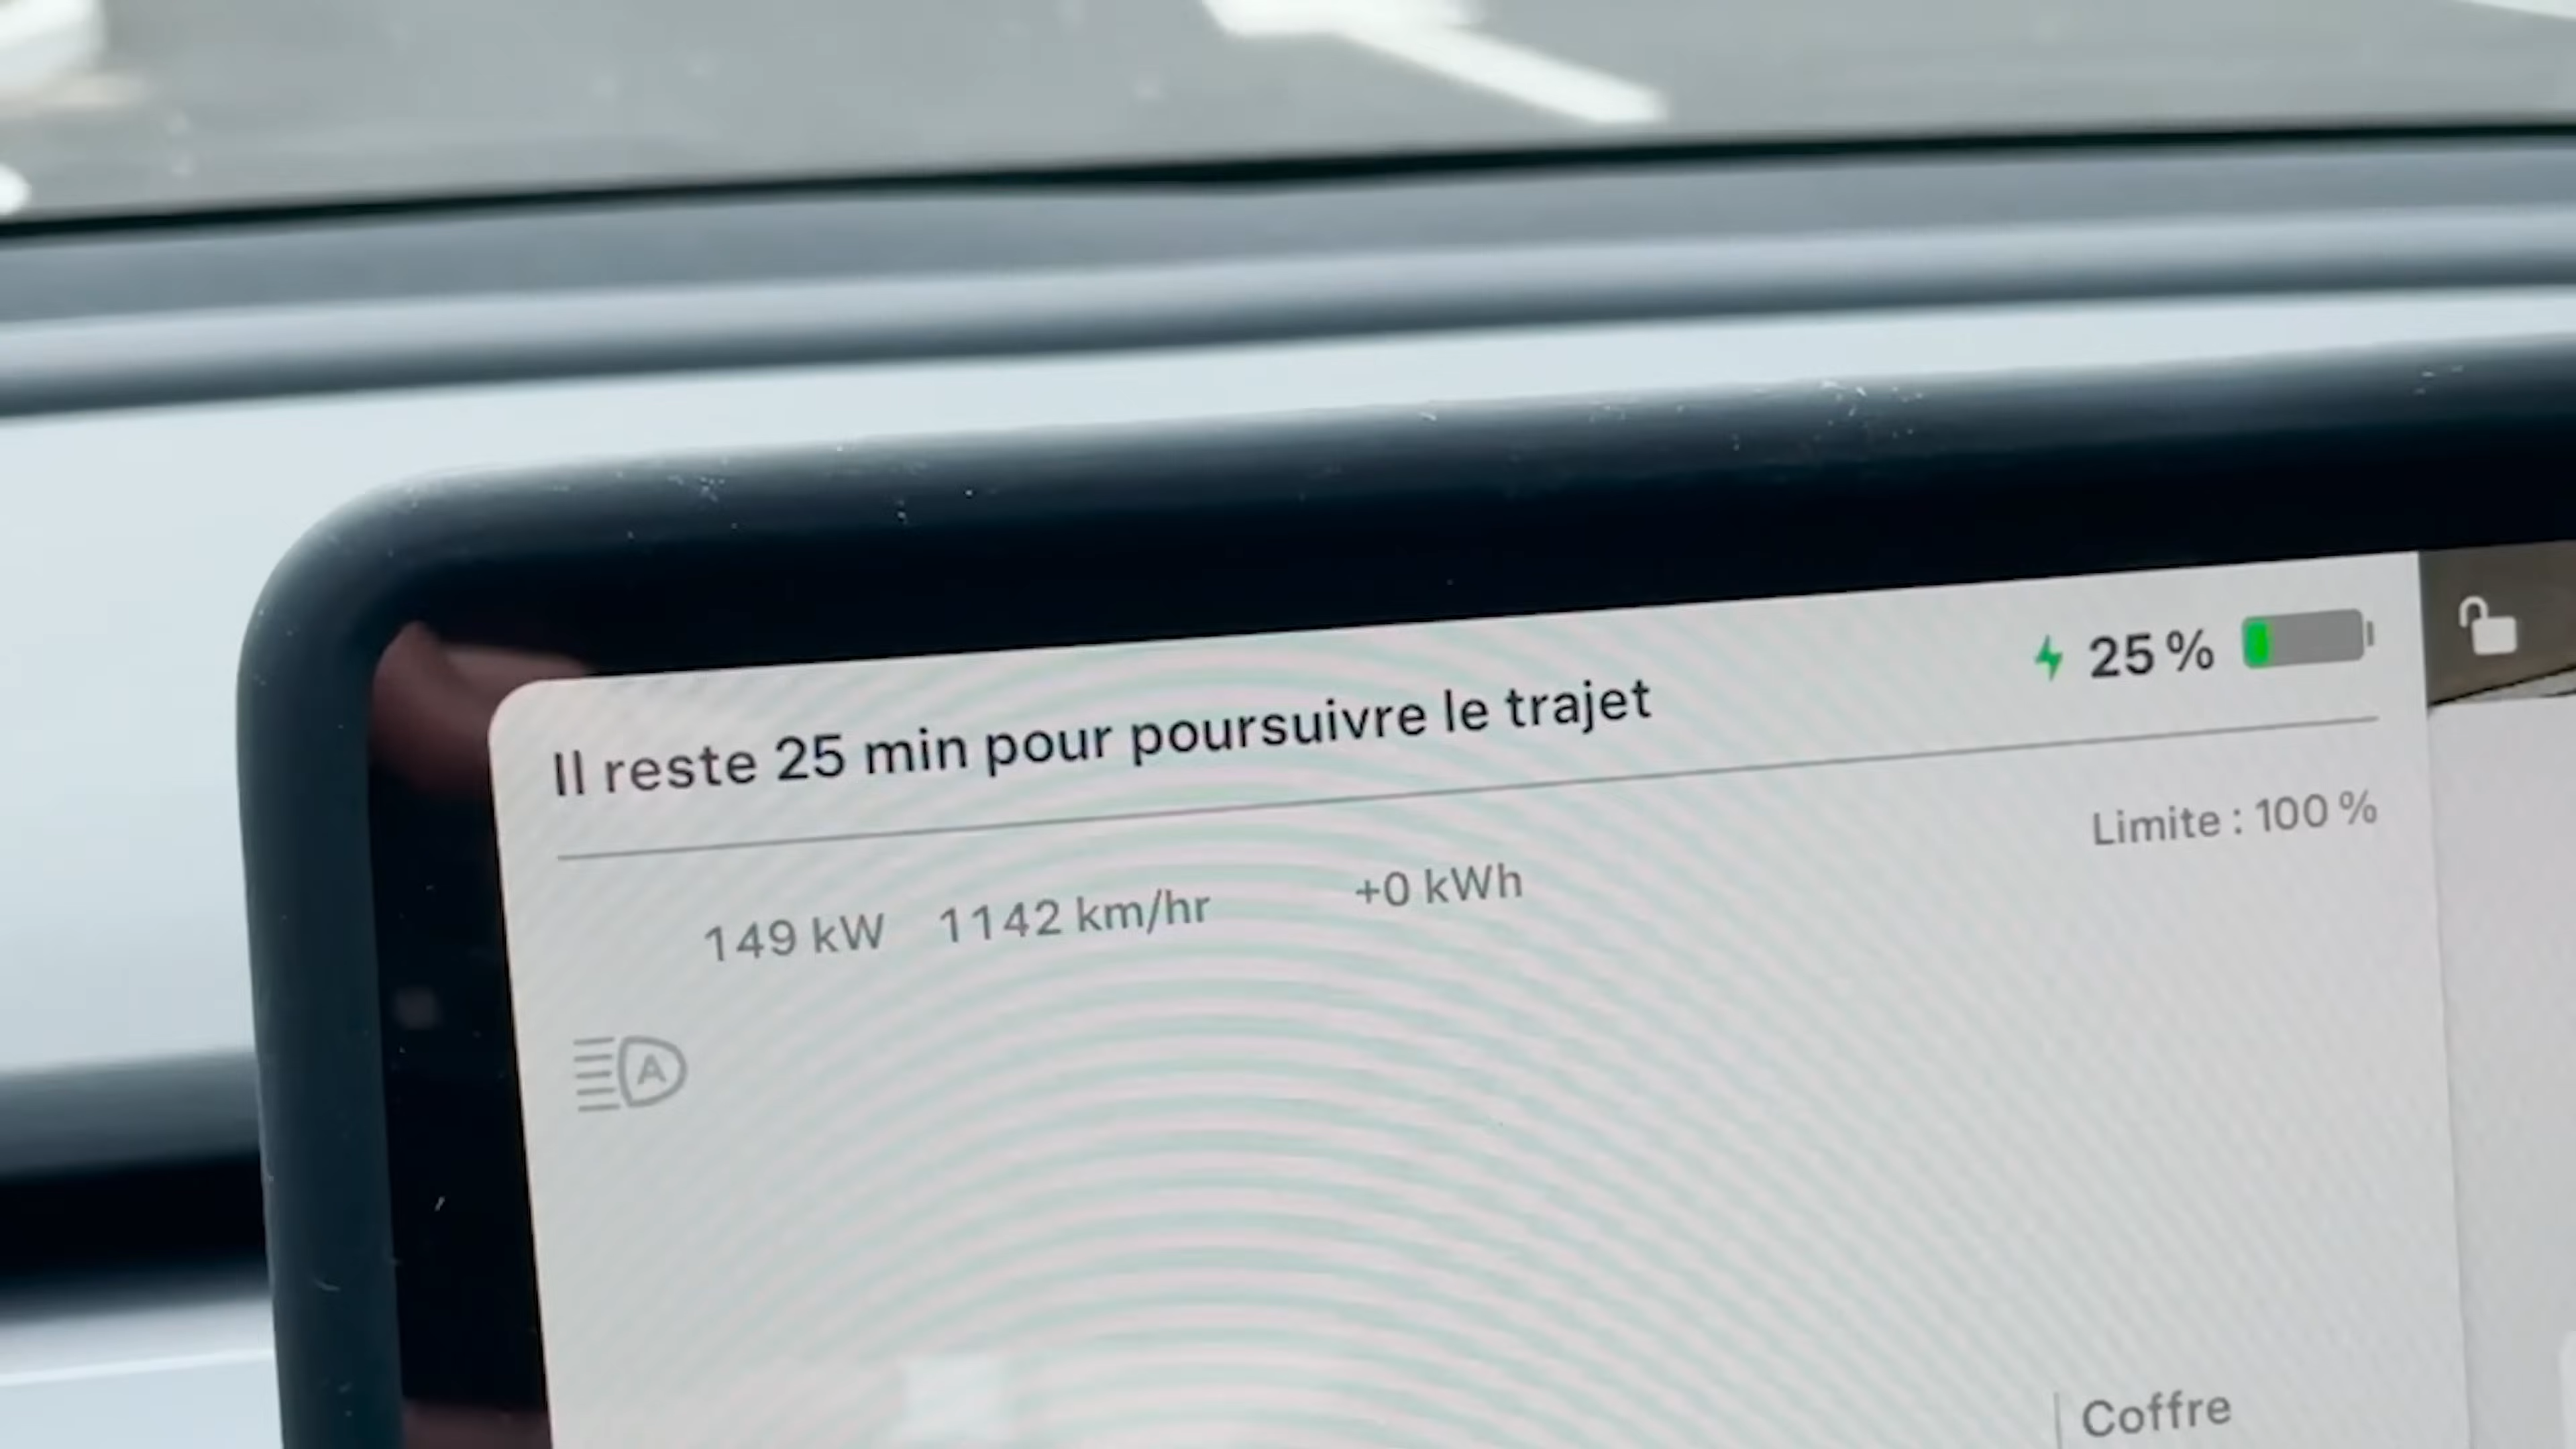 Il reste 25 min pour poursuivre le trajet
25 %
Limite : 100 %
149 kW 1142 km/hr +0 kWh
A
Coffre